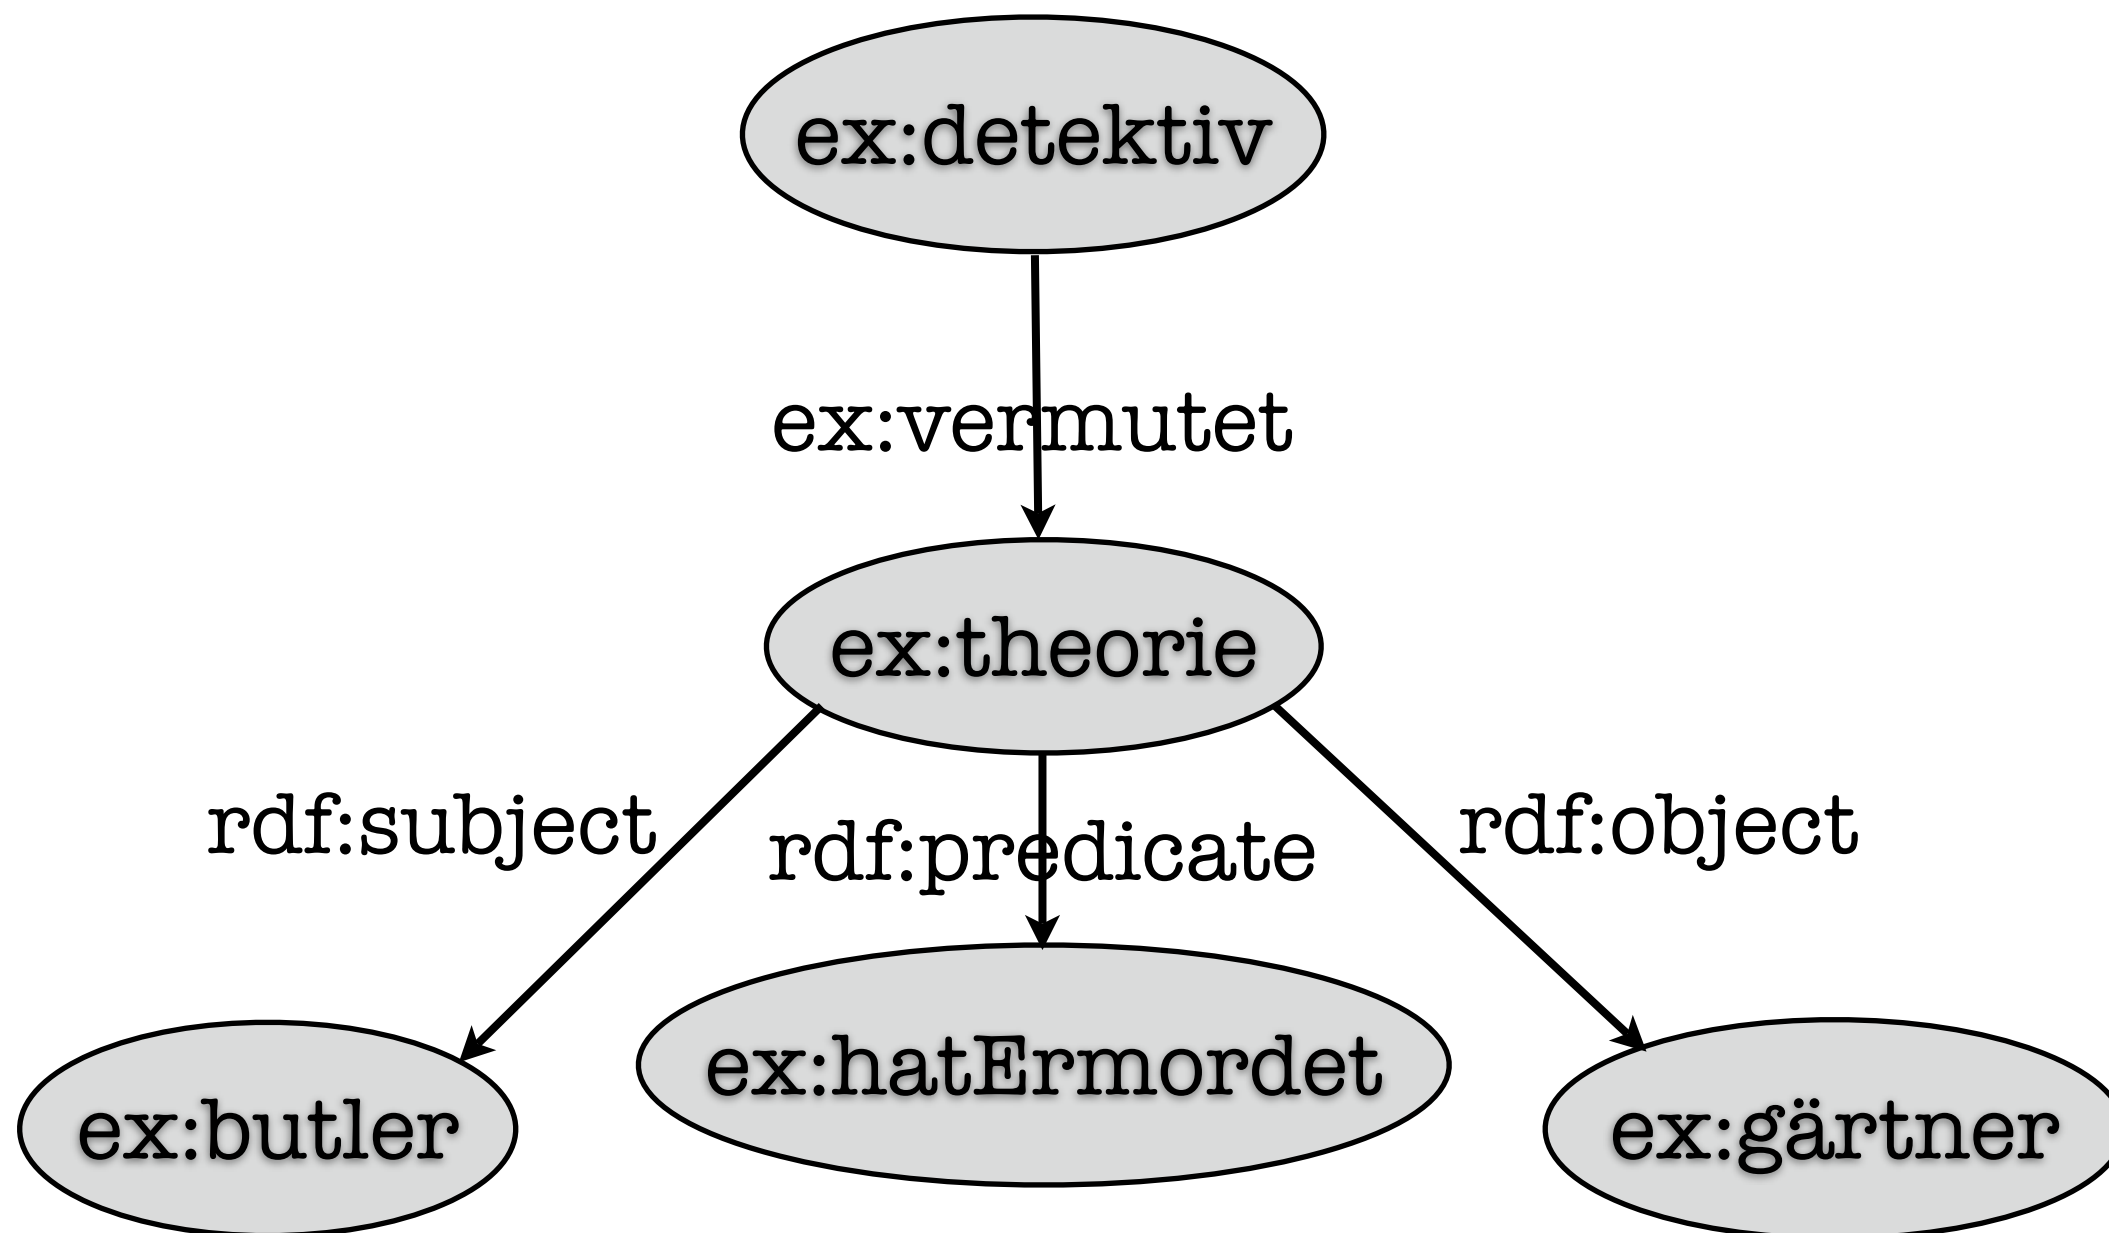 ex:detektiv
ex:vermutet
ex:theorie
rdf:subject
rdf:predicate
rdf:object
ex:butler
ex:hatErmordet
ex:gärtner